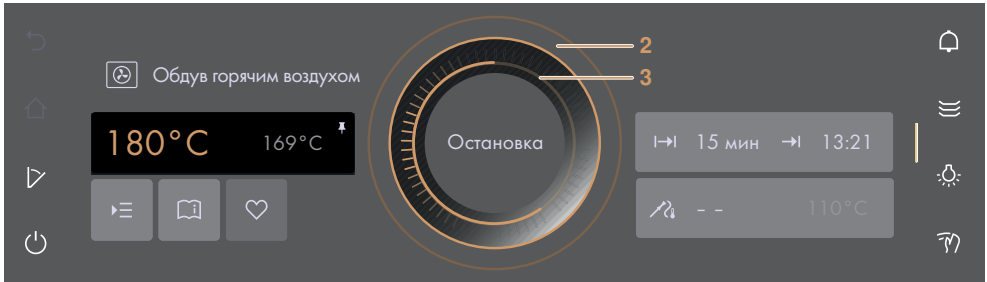 2
3
Обдув горячим воздухом
180°C 169°C
Остановка
15 мин 13:21
i
- - 110°C